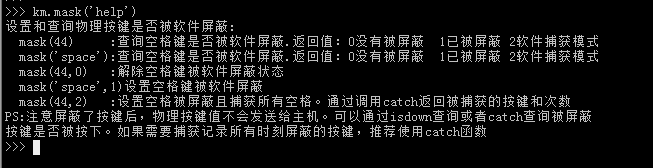 >>> km.mask('help')
设置和查询物理按键是否被软件屏蔽:
mask(44)     :查询空格键是否被软件屏蔽.返回值: 0没有被屏蔽  1已被屏蔽 2软件捕获模式
mask('space'):查询空格键是否被软件屏蔽.返回值: 0没有被屏蔽  1已被屏蔽 2软件捕获模式
mask(44,0)  :解除空格键被软件屏蔽状态
mask('space',1)设置空格键被软件屏蔽
mask(44,2)  :设置空格被屏蔽且捕获所有空格。通过调用catch返回被捕获的按键和次数
PS:注意屏蔽了按键后，物理按键值不会发送给主机。可以通过isdown查询或者catch查询被屏蔽
按键是否被按下。如果需要捕获记录所有时刻屏蔽的按键，推荐使用catch函数
>>>